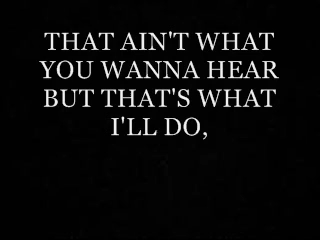 THAT AIN'T WHAT
YOU WANNA HEAR
BUT THAT'S WHAT
I'LL DO,